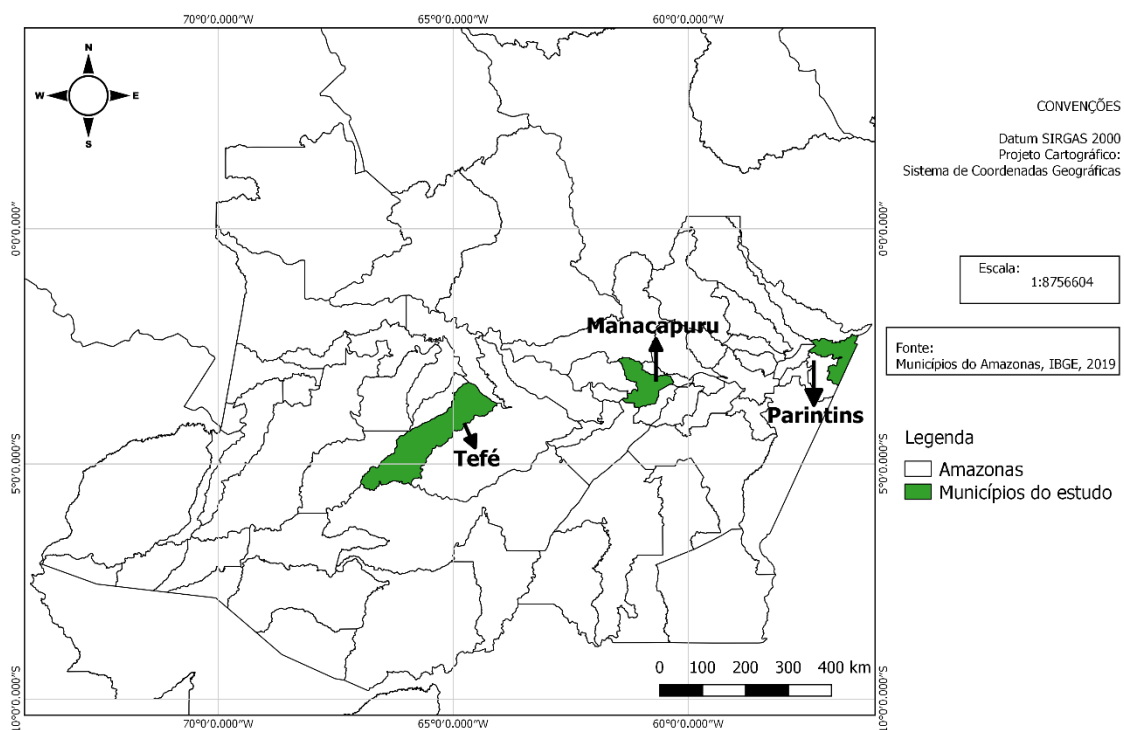 70°0'0.000"W
65°0'0.000"W
60°0'0.000"W
N
W
E
S
0°0'0.000"
0°0'0.000"
5°0'0.000"S
5°0'0.000"S
10°0'0.000"S
10°0'0.000"S
Manacapuru
Parintins
Tefé
0 100 200 300 400 km
70°0'0.000"W
65°0'0.000"W
60°0'0.000"W
CONVENÇÕES
Datum SIRGAS 2000
Projeto Cartográfico:
Sistema de Coordenadas Geográficas
Escala:
1:8756604
Fonte:
Municípios do Amazonas, IBGE, 2019
Legenda
Amazonas
Municípios do estudo